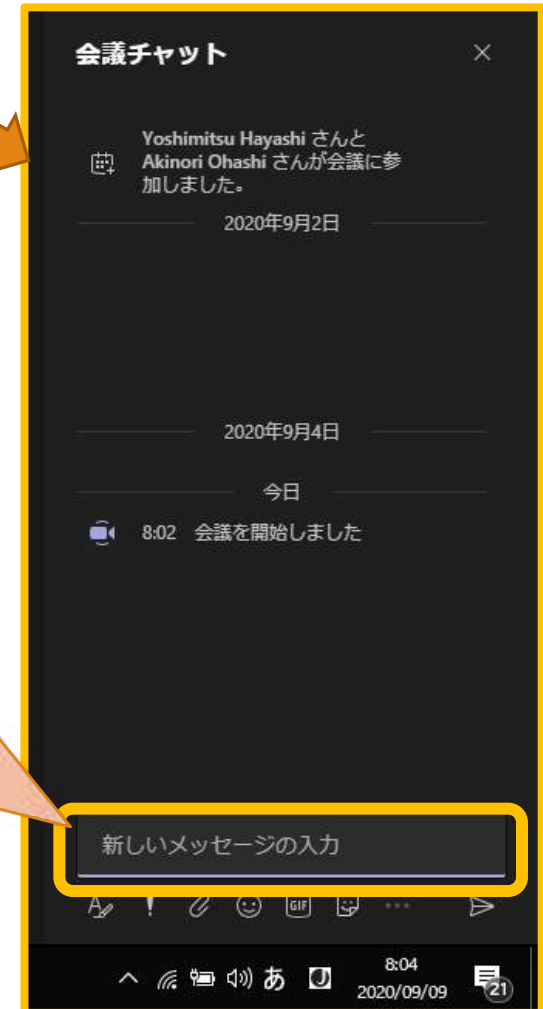 会議チャット
Yoshimitsu Hayashi さんと
Akinori Ohashi さんが会議に参
加しました。
2020年9月2日
2020年9月4日
今日
8:02 会議を開始しました
新しいメッセージの入力
GIF
あ
8:04
2020/09/09
21